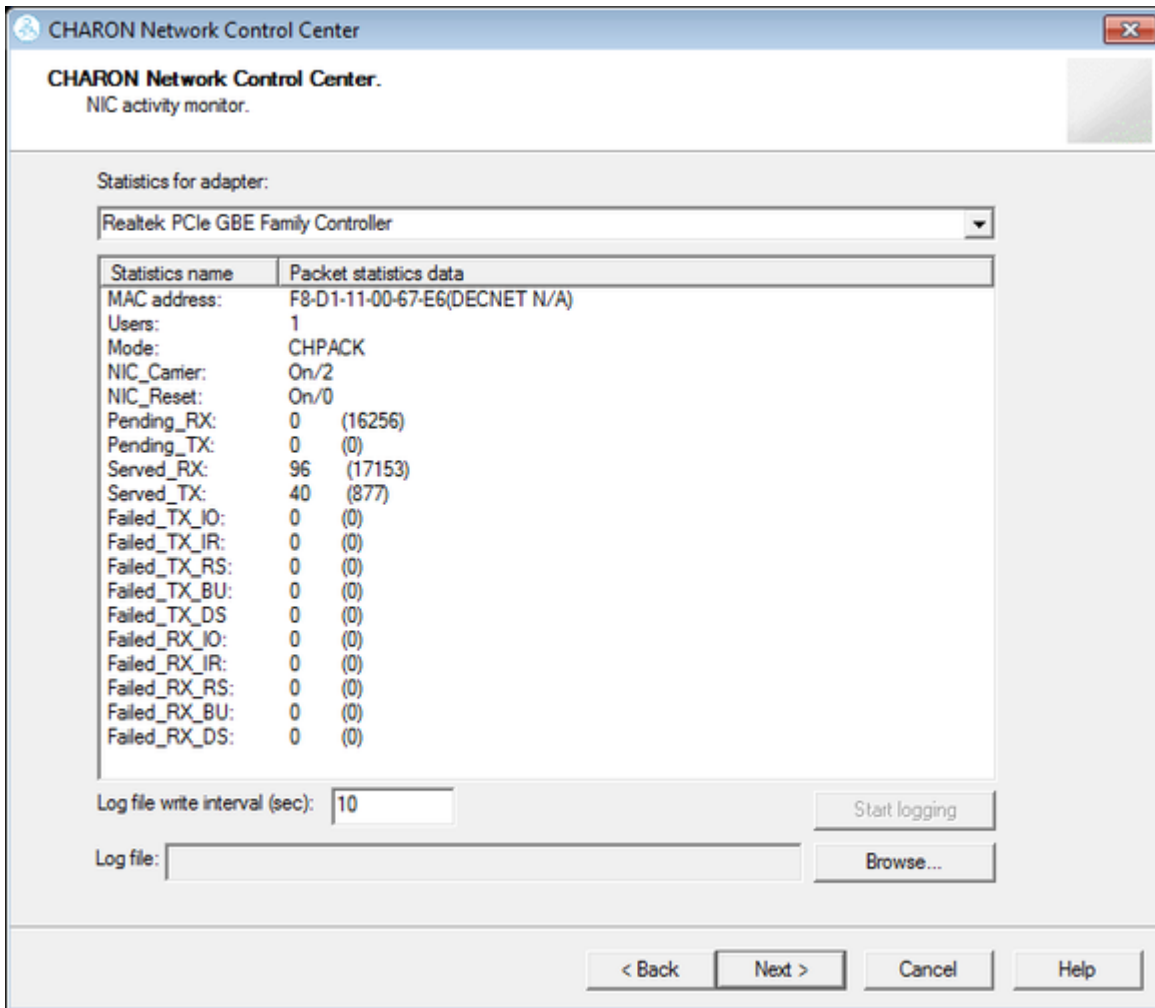 CHARON Network Control Center
CHARON Network Control Center.
NIC activity monitor.
Statistics for adapter:
Realtek PCIe GBE Family Controller
Statistics name Packet statistics data
MAC address: F8-D1-11-00-67-E6(DECNET N/A)
Users: 1
Mode: CHPACK
NIC_Carrier: On/2
NIC_Reset: On/0
Pending_RX: 0 (16256)
Pending_TX: 0 (0)
Served_RX: 96 (17153)
Served_TX: 40 (877)
Failed_TX_IO: 0 (0)
Failed_TX_IR: 0 (0)
Failed_TX_RS: 0 (0)
Failed_TX_BU: 0 (0)
Failed_TX_DS 0 (0)
Failed_RX_IO: 0 (0)
Failed_RX_IR: 0 (0)
Failed_RX_RS: 0 (0)
Failed_RX_BU: 0 (0)
Failed_RX_DS: 0 (0)
Log file write interval (sec): 10 Start logging
Log file: Browse...
< Back Next > Cancel Help